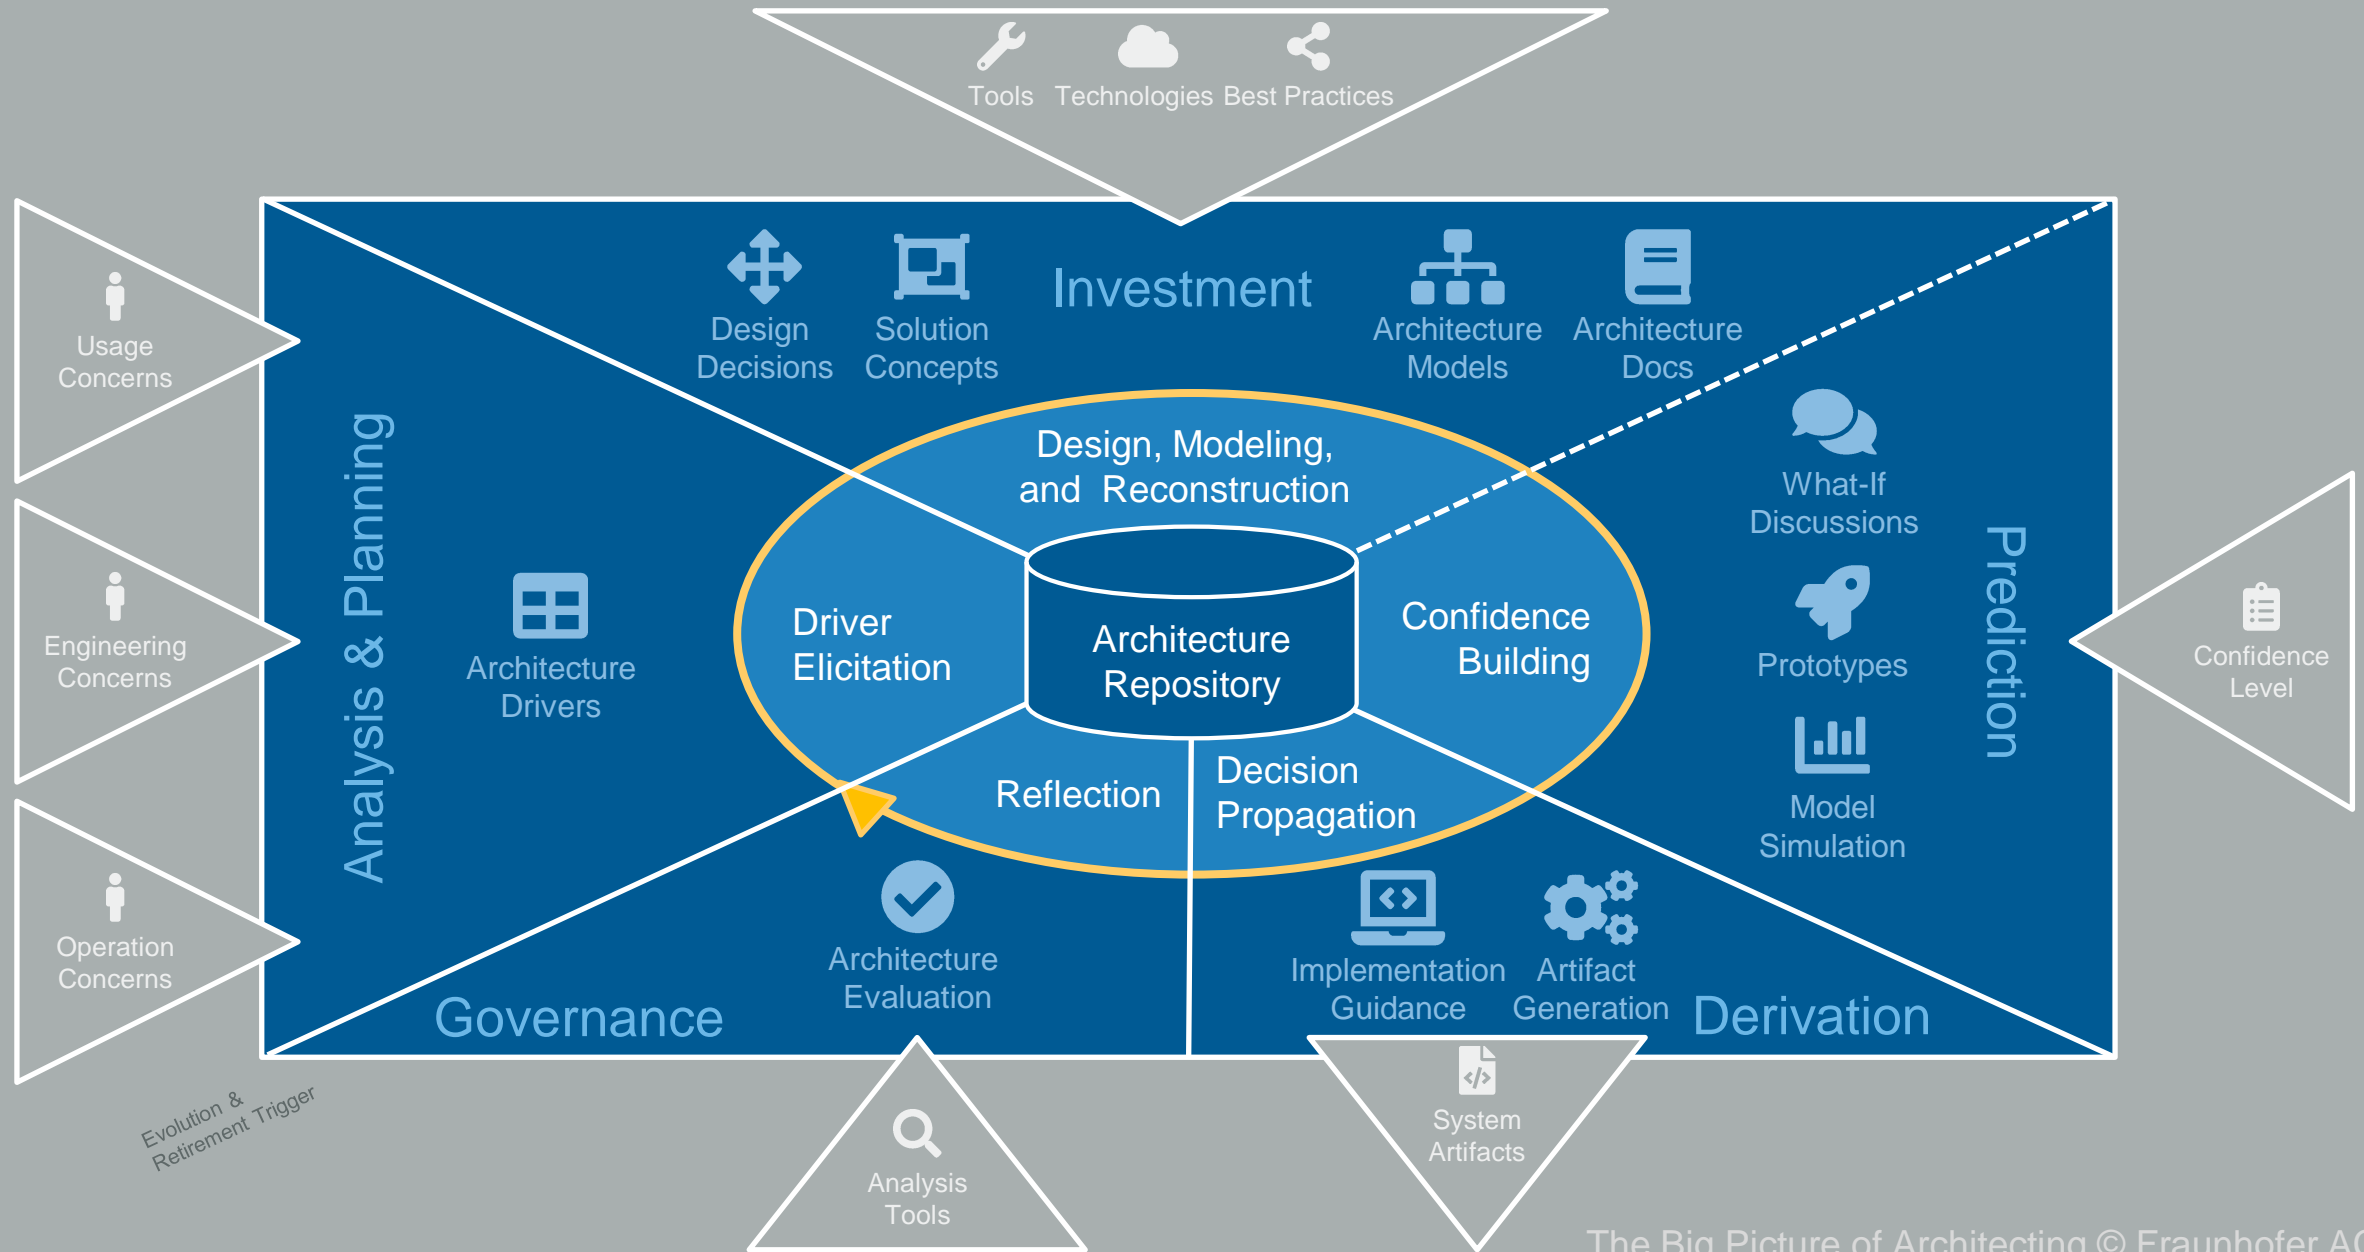 Tools Technologies Best Practices
Investment
Design
Decisions
Solution
Concepts
Architecture
Models
Architecture
Docs
Usage
Concerns
Engineering
Concerns
Operation
Concerns
Analysis & Planning
Architecture
Drivers
Design, Modeling,
and Reconstruction
Driver
Elicitation
Architecture
Repository
Confidence
Building
Reflection
Decision
Propagation
What-If
Discussions
Prototypes
Model
Simulation
Prediction
Confidence
Level
Governance
Architecture
Evaluation
Implementation
Guidance
Artifact
Generation
Derivation
Evolution &
Retirement Trigger
Analysis
Tools
System
Artifacts
The Big Picture of Architecting © Fraunhofer